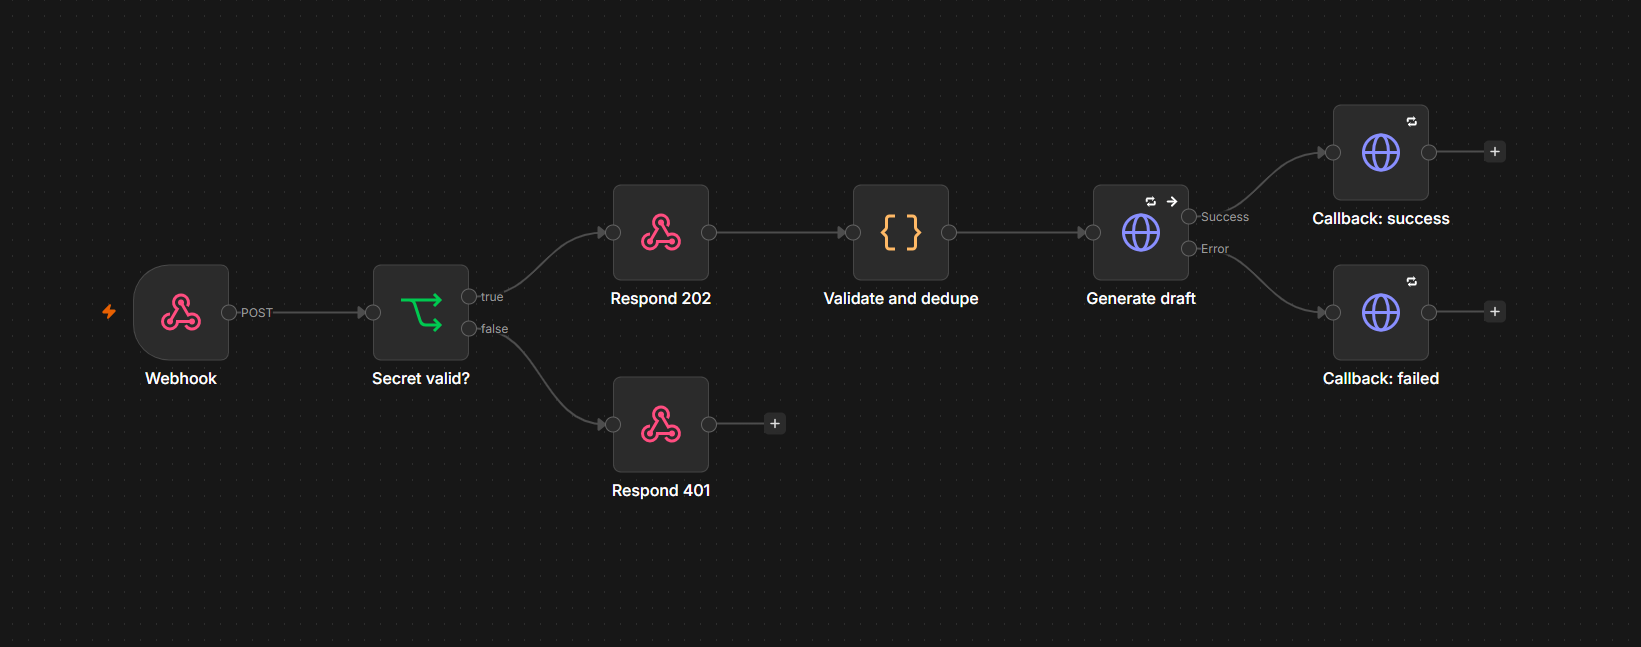 Webhook
POST
Secret valid?
true
false
Respond 202
Respond 401
Validate and dedupe
Generate draft
Success
Error
Callback: success
Callback: failed